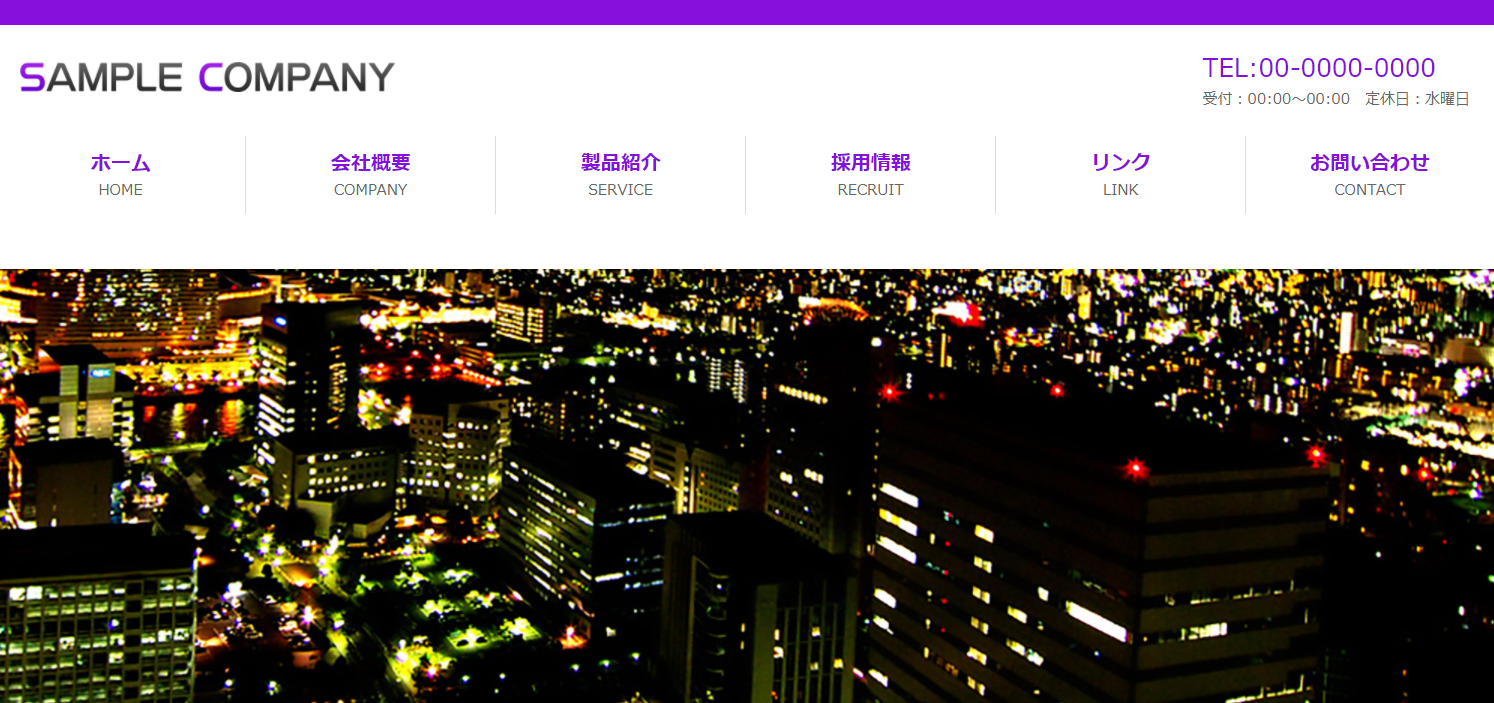 SAMPLE COMPANY
TEL:00-0000-0000
受付：00:00～00:00　定休日：水曜日
ホーム
HOME
会社概要
COMPANY
製品紹介
SERVICE
採用情報
RECRUIT
リンク
LINK
お問い合わせ
CONTACT